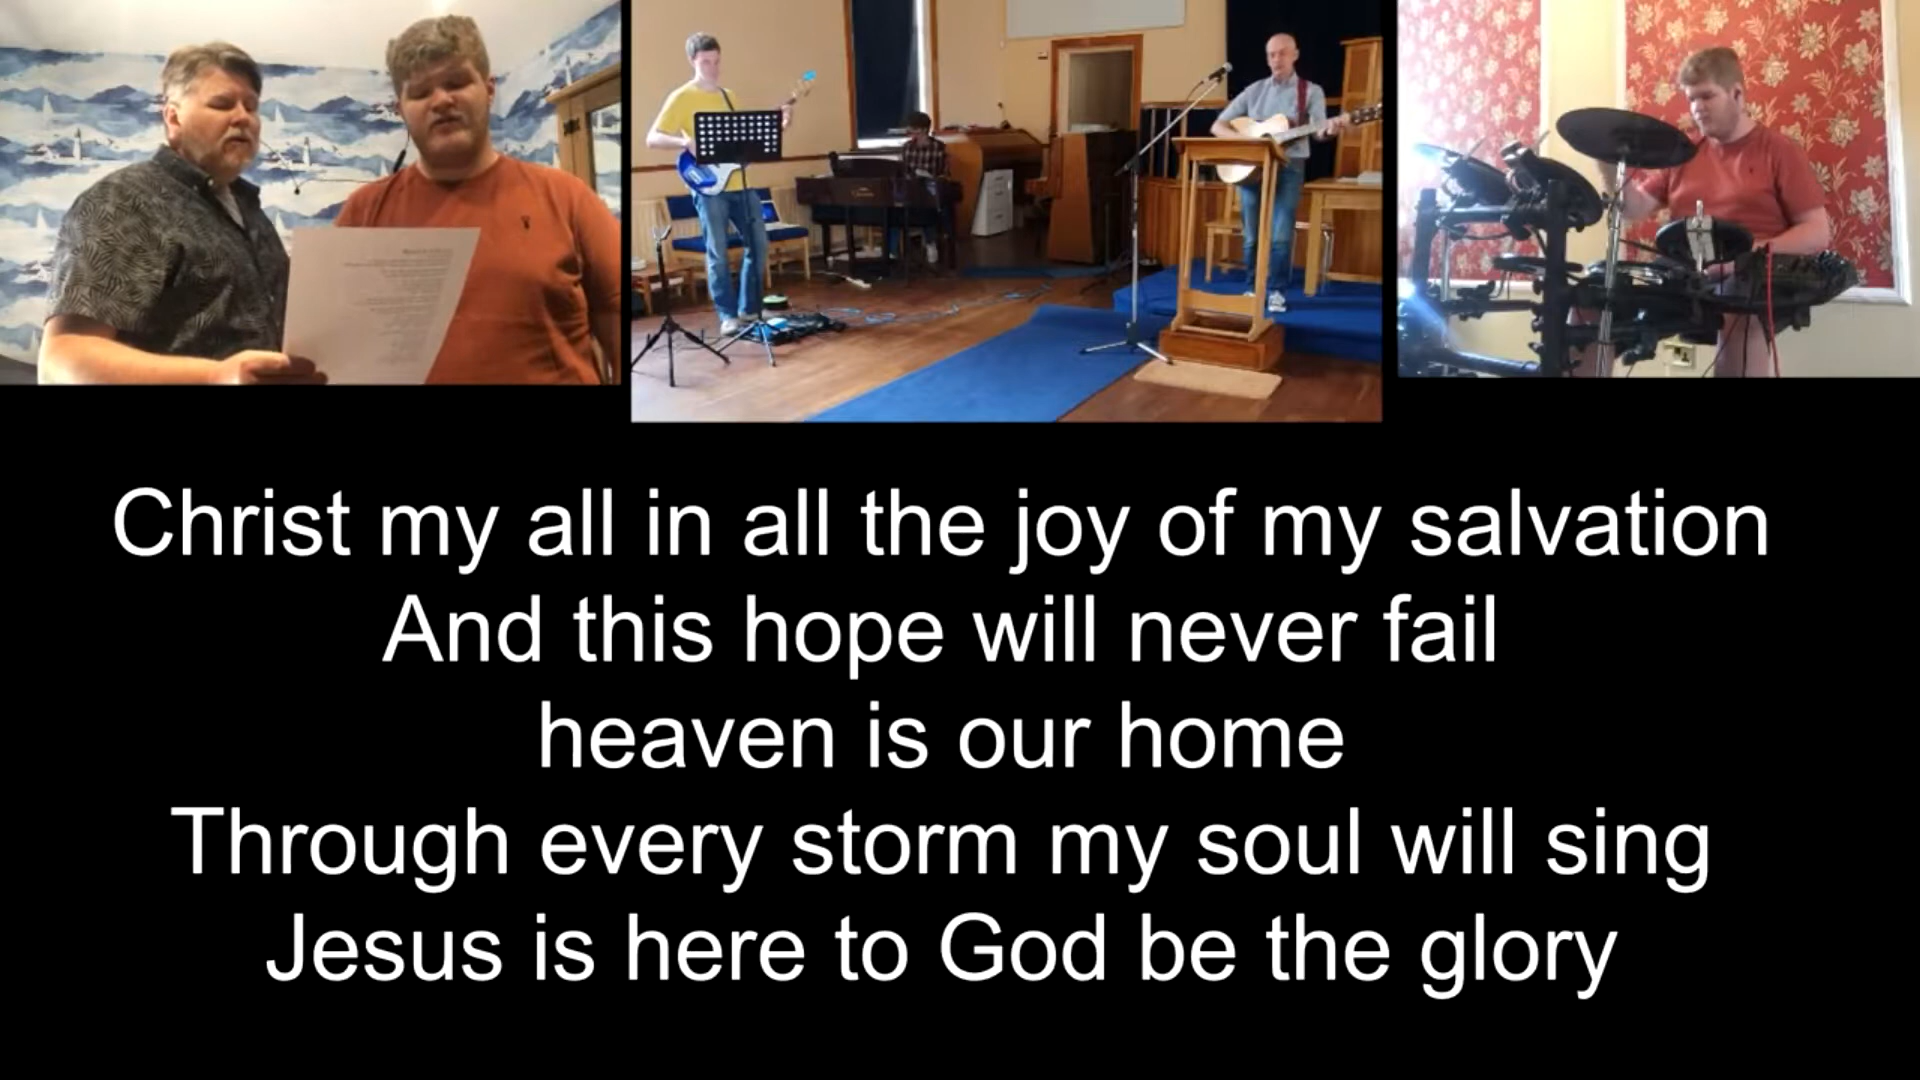 Christ my all in all the joy of my salvation
And this hope will never fail
heaven is our home
Through every storm my soul will sing
Jesus is here to God be the glory